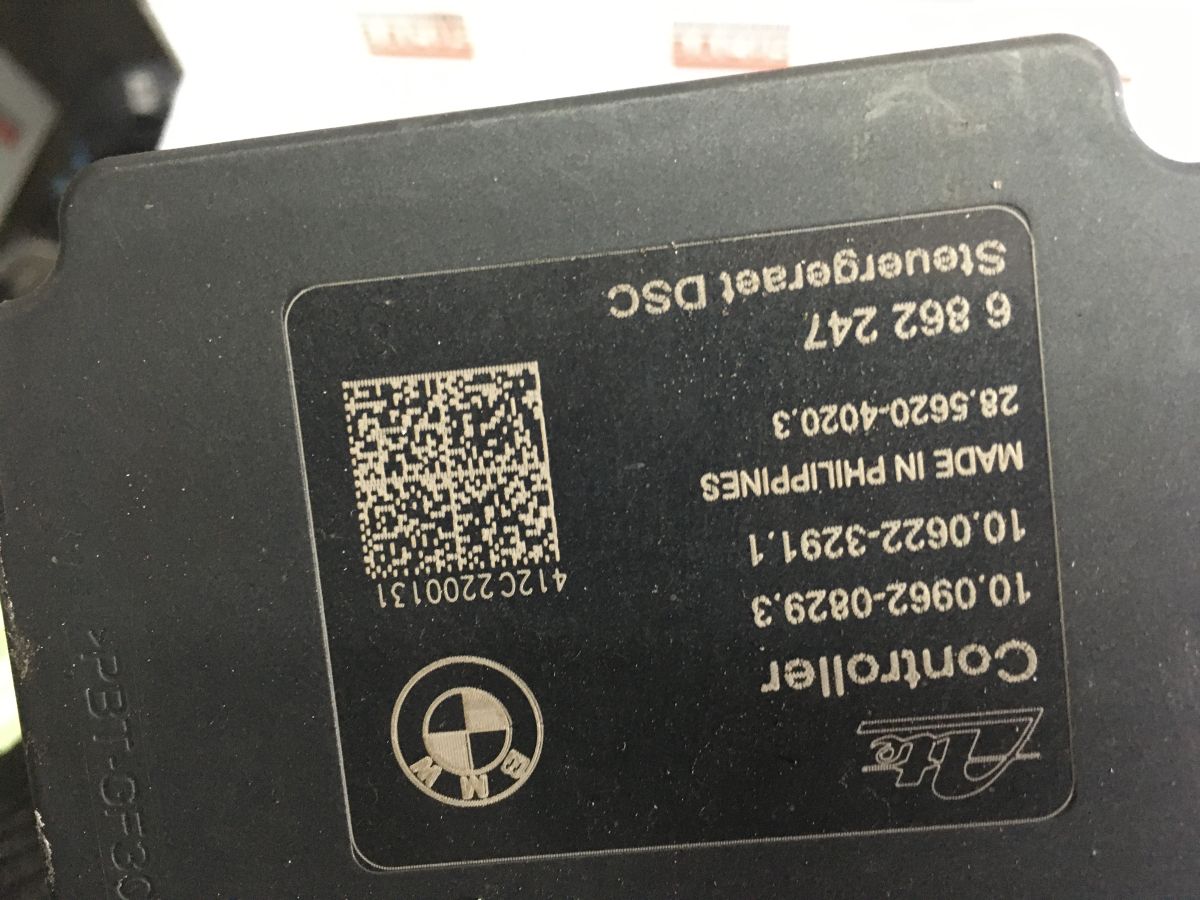 Ate
BMW
Controller
10.0962-0829.3
10.0622-3291.1
MADE IN PHILIPPINES
28.5620-4020.3
412C2200131
6 862 247
Steuergeraet DSC
>PBT-GF30